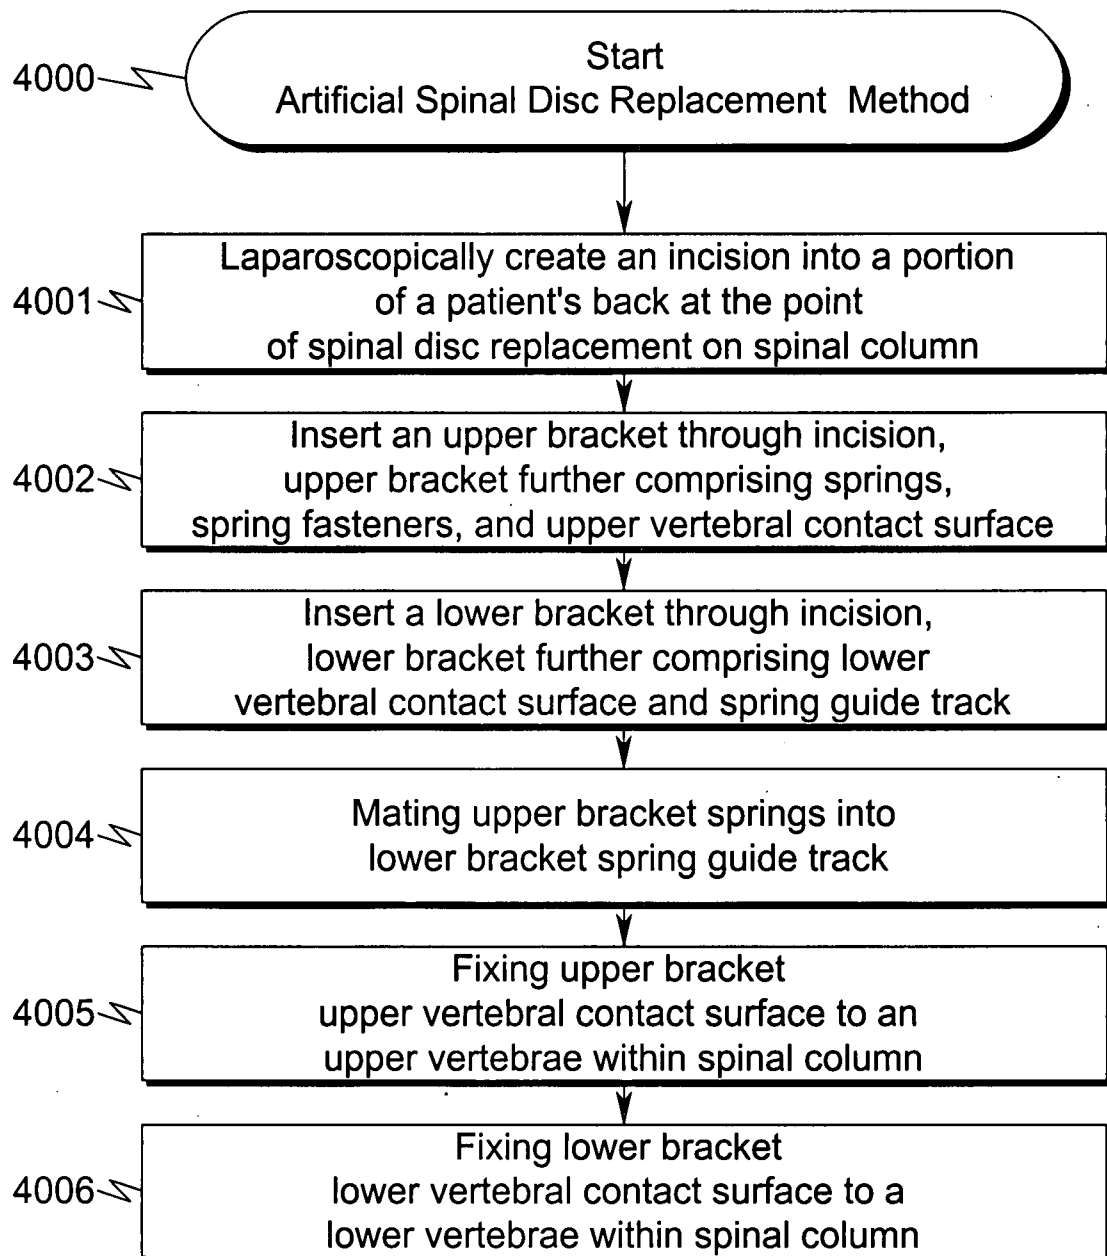 4000
Start
Artificial Spinal Disc Replacement Method
4001
Laparoscopically create an incision into a portion
of a patient's back at the point
of spinal disc replacement on spinal column
4002
Insert an upper bracket through incision,
upper bracket further comprising springs,
spring fasteners, and upper vertebral contact surface
4003
Insert a lower bracket through incision,
lower bracket further comprising lower
vertebral contact surface and spring guide track
4004
Mating upper bracket springs into
lower bracket spring guide track
4005
Fixing upper bracket
upper vertebral contact surface to an
upper vertebrae within spinal column
4006
Fixing lower bracket
lower vertebral contact surface to a
lower vertebrae within spinal column